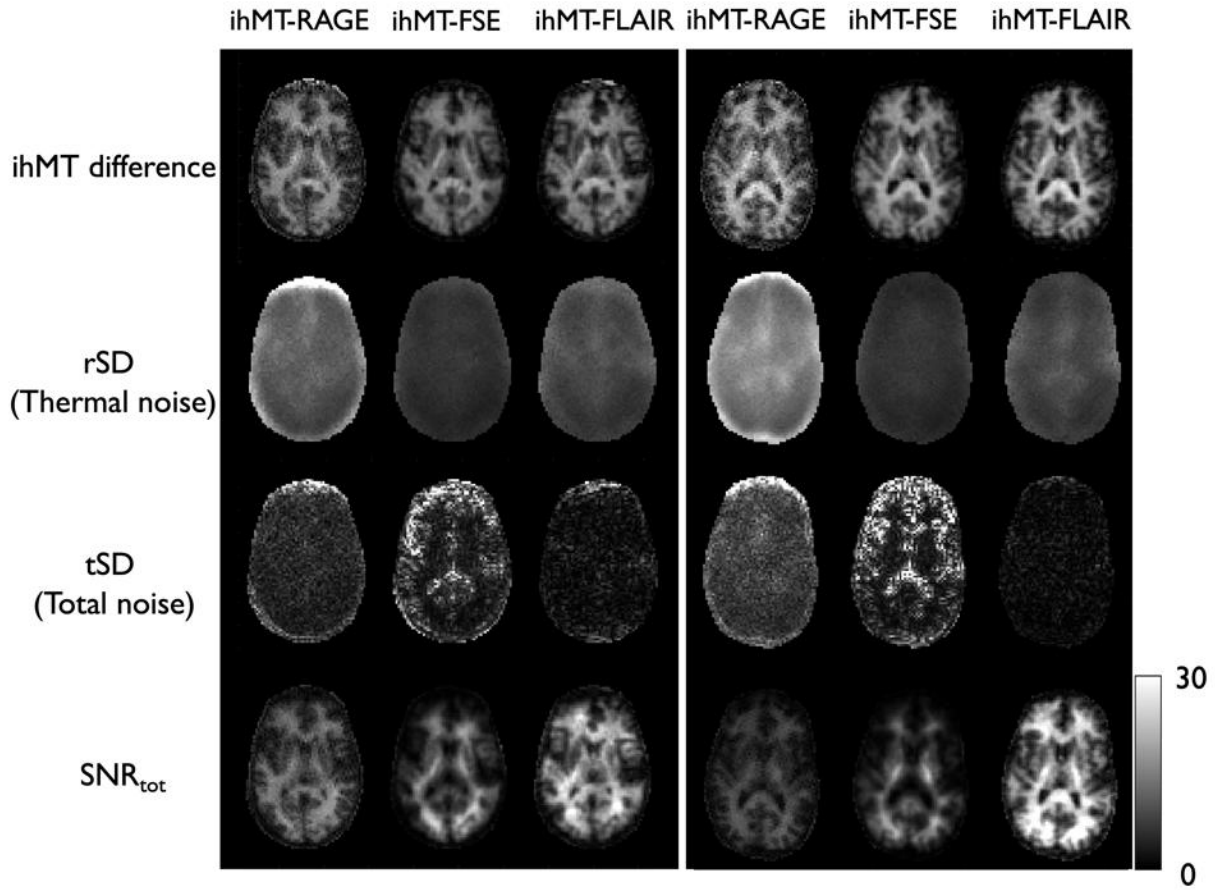 ihMT-RAGE ihMT-FSE ihMT-FLAIR ihMT-RAGE ihMT-FSE ihMT-FLAIR
ihMT difference
rSD
(Thermal noise)
tSD
(Total noise)
30
SNRtot
0